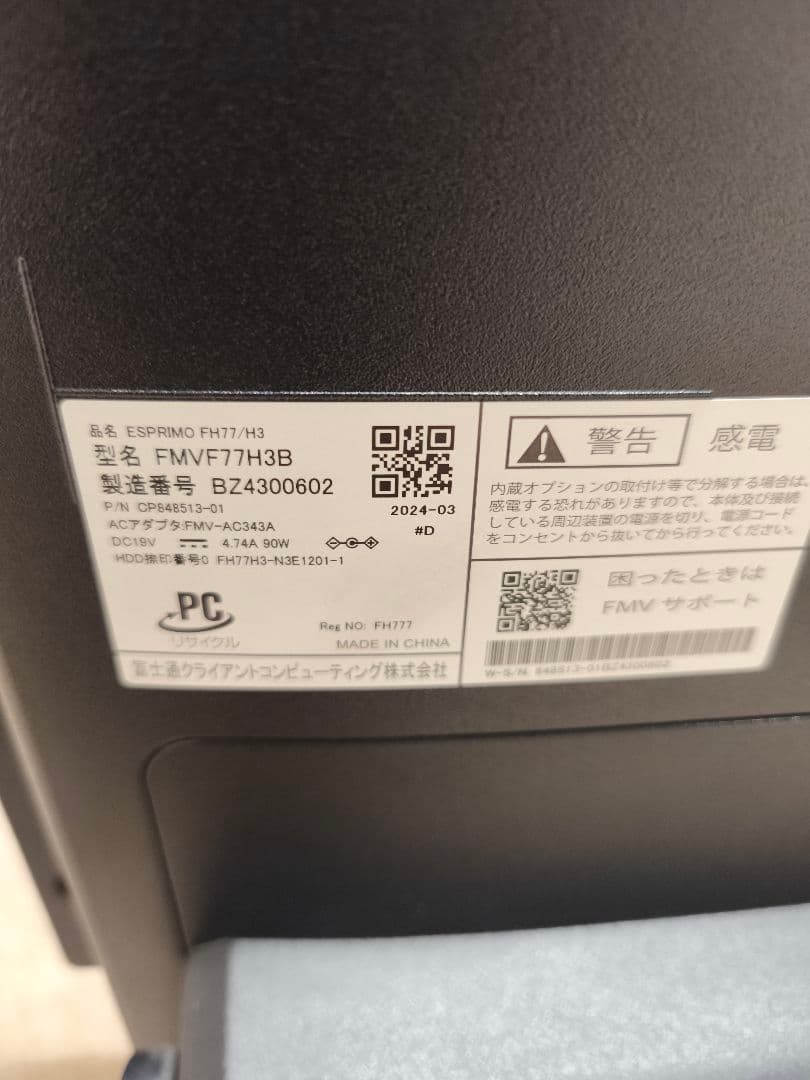 品名 ESPRIMO FH77/H3
型名 FMVF77H3B
製造番号 BZ4300602
P/N CP848513-01
ACアダプタ:FMV-AC343A
DC19V 4.74A 90W
HDD捺印番号0 FH77H3-N3E1201-1
2024-03
#D
PC
リサイクル
Reg NO: FH777
MADE IN CHINA
富士通クライアントコンピューティング株式会社
警告 感電
内蔵オプションの取付け等で分解する場合は、
感電する恐れがありますので、本体及び接続
している周辺装置の電源を切り、電源コード
をコンセントから抜いてから行ってください。
困ったときは
FMV サポート
W-S/N 848513-01BZ4300602